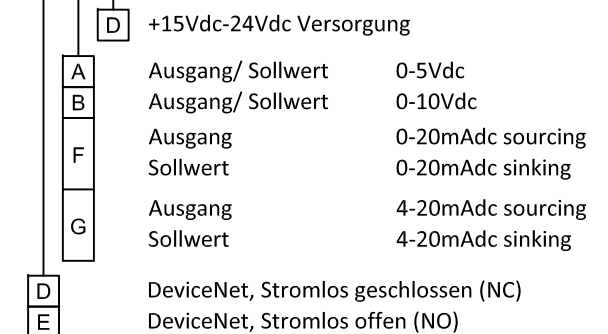 D +15Vdc-24Vdc Versorgung
A Ausgang/ Sollwert 0-5Vdc
B Ausgang/ Sollwert 0-10Vdc
F Ausgang 0-20mAdc sourcing
Sollwert 0-20mAdc sinking
G Ausgang 4-20mAdc sourcing
Sollwert 4-20mAdc sinking
D DeviceNet, Stromlos geschlossen (NC)
E DeviceNet, Stromlos offen (NO)